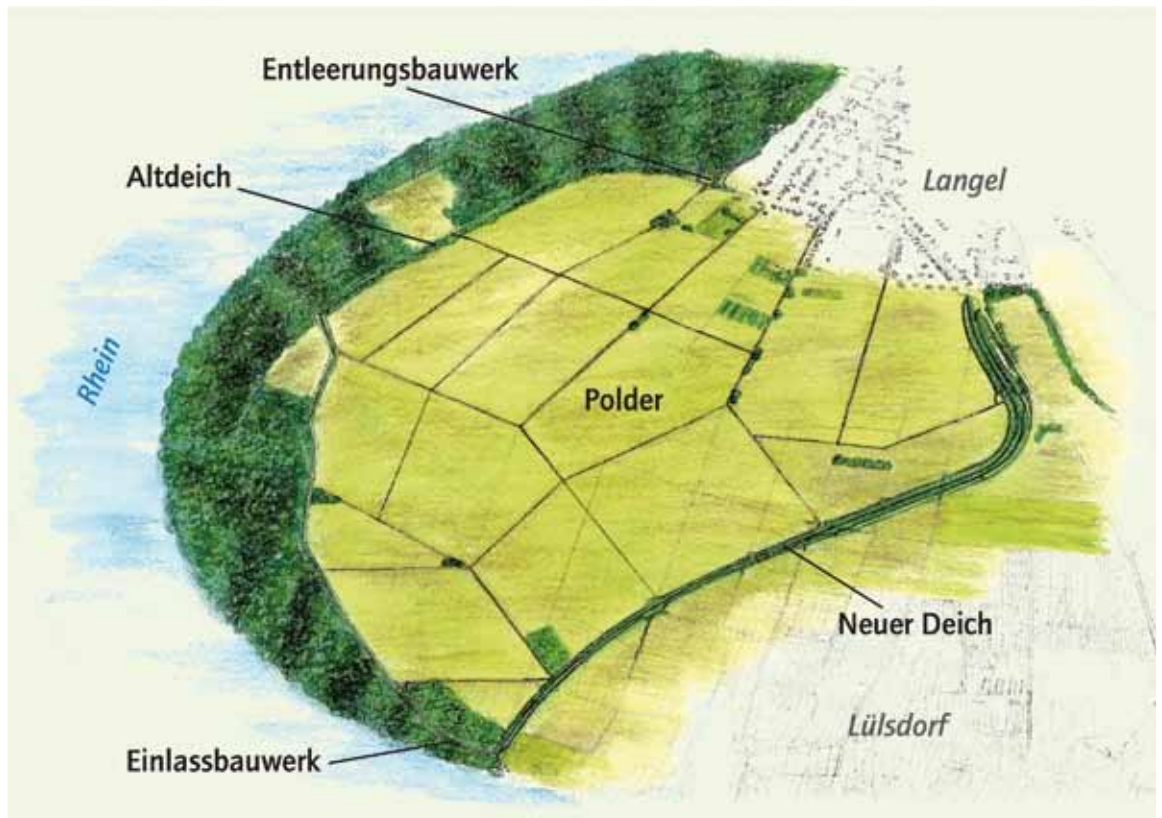 Entleerungsbauwerk
Altdeich
Langel
Rhein
Polder
Neuer Deich
Lülsdorf
Einlassbauwerk